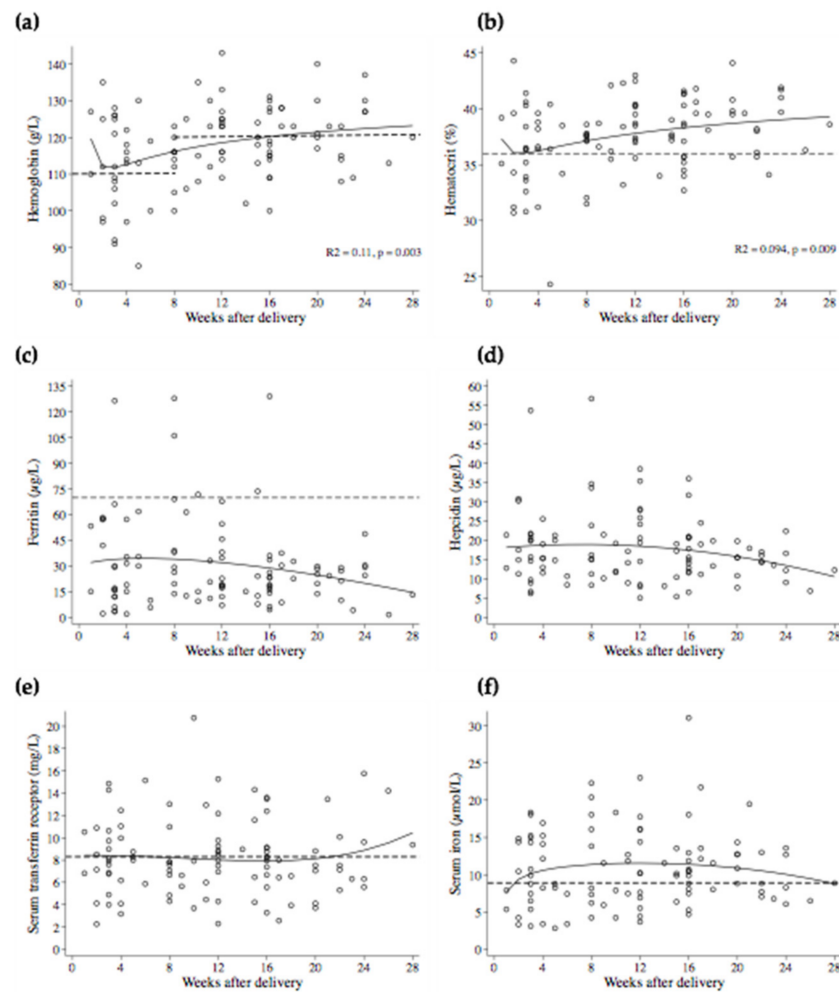 (a)
140
130
120
110
100
90
80
Hemoglobin (g/L)
R2 = 0.11, p = 0.003
0 4 8 12 16 20 24 28
Weeks after delivery
(b)
45
40
35
30
25
Hematocrit (%)
R2 = 0.094, p = 0.009
0 4 8 12 16 20 24 28
Weeks after delivery
(c)
135
120
105
90
75
60
45
30
15
0
Ferritin (µg/L)
0 4 8 12 16 20 24 28
Weeks after delivery
(d)
60
55
50
45
40
35
30
25
20
15
10
5
0
Hepcidin (µg/L)
0 4 8 12 16 20 24 28
Weeks after delivery
(e)
20
18
16
14
12
10
8
6
4
2
0
Serum transferrin receptor (mg/L)
0 4 8 12 16 20 24 28
Weeks after delivery
(f)
30
25
20
15
10
5
0
Serum iron (µmol/L)
0 4 8 12 16 20 24 28
Weeks after delivery